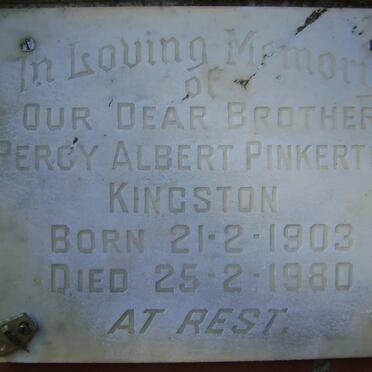 In Loving Memory
of
OUR DEAR BROTHER
PERCY ALBERT PINKERT
KINGSTON
BORN 21-2-1903
DIED 25-2-1980
AT REST.